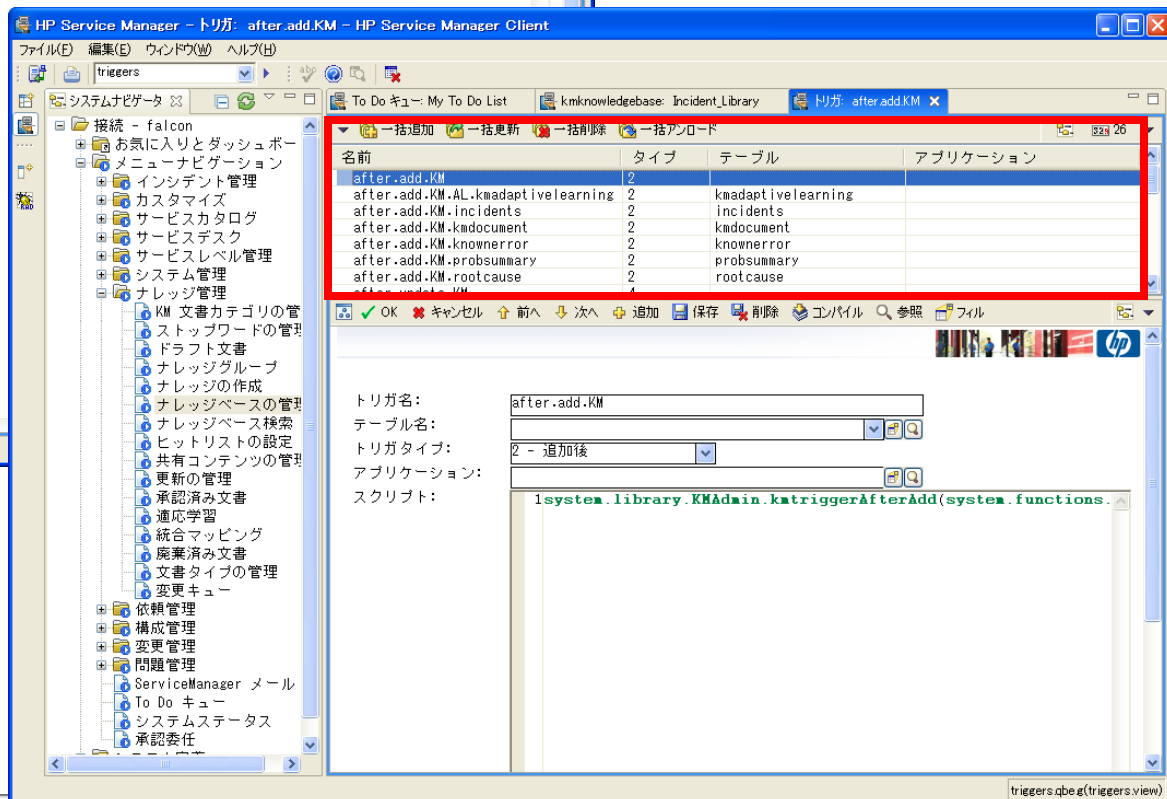 HP Service Manager - トリガ: after.add.KM - HP Service Manager Client
ファイル(F) 編集(E) ウィンドウ(W) ヘルプ(H)
triggers
システムナビゲータ
接続 - falcon
お気に入りとダッシュボー
メニューナビゲーション
インシデント管理
カスタマイズ
サービスカタログ
サービスデスク
サービスレベル管理
システム管理
ナレッジ管理
KM 文書カテゴリの管
ストップワードの管理
ドラフト文書
ナレッジグループ
ナレッジの作成
ナレッジベースの管理
ナレッジベース検索
ヒットリストの設定
共有コンテンツの管理
更新の管理
承認済み文書
適応学習
統合マッピング
廃棄済み文書
文書タイプの管理
変更キュー
依頼管理
構成管理
変更管理
問題管理
ServiceManager メール
To Do キュー
システムステータス
承認委任
To Do キュー: My To Do List
kmknowledgebase: Incident_Library
トリガ: after.add.KM
一括追加 一括更新 一括削除 一括アンロード 26
名前 タイプ テーブル アプリケーション
after.add.KM 2
after.add.KM.AL.kmadaptivelearning 2 kmadaptivelearning
after.add.KM.incidents 2 incidents
after.add.KM.kmdocument 2 kmdocument
after.add.KM.knownerror 2 knownerror
after.add.KM.probsummary 2 probsummary
after.add.KM.rootcause 2 rootcause
after.update.KM 4
OK キャンセル 前へ 次へ 追加 保存 削除 コンパイル 参照 フィル
hp
トリガ名: after.add.KM
テーブル名:
トリガタイプ: 2 - 追加後
アプリケーション:
スクリプト: 1system.library.KMAdmin.kmtriggerAfterAdd(system.functions.
triggers.qbe.g(triggers.view)